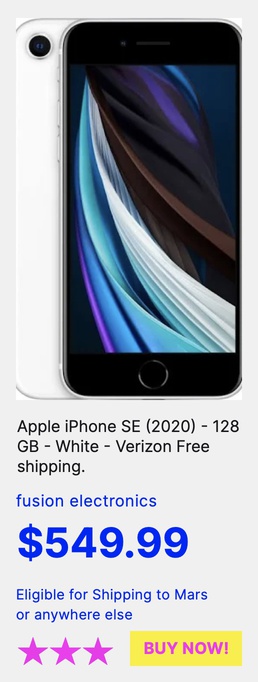 Apple iPhone SE (2020) - 128
GB - White - Verizon Free
shipping.
fusion electronics
$549.99
Eligible for Shipping to Mars
or anywhere else
BUY NOW!